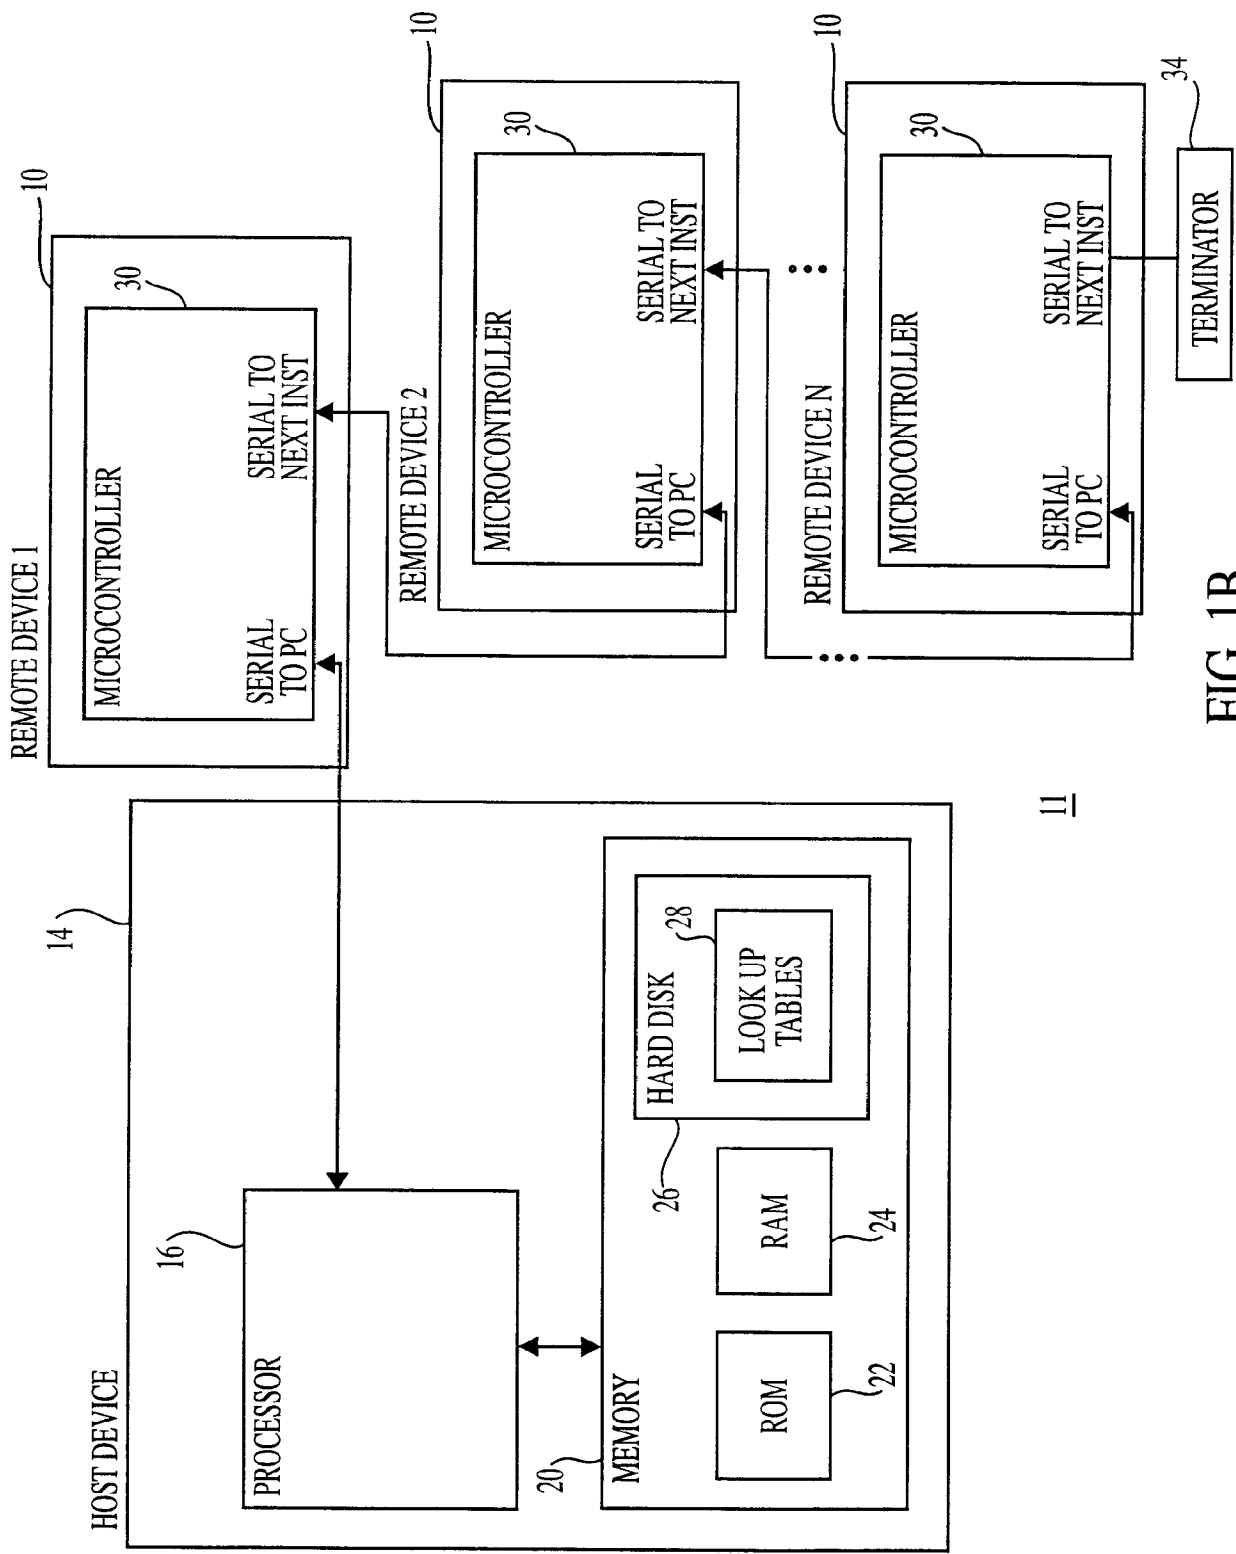 HOST DEVICE
14
PROCESSOR
16
MEMORY
20
ROM
22
RAM
24
HARD DISK
26
LOOK UP
TABLES
28
REMOTE DEVICE 1
10
MICROCONTROLLER
30
SERIAL
TO PC
SERIAL TO
NEXT INST
REMOTE DEVICE 2
10
MICROCONTROLLER
30
SERIAL
TO PC
SERIAL TO
NEXT INST
REMOTE DEVICE N
10
MICROCONTROLLER
30
SERIAL
TO PC
SERIAL TO
NEXT INST
TERMINATOR
34
11
FIG. 1B